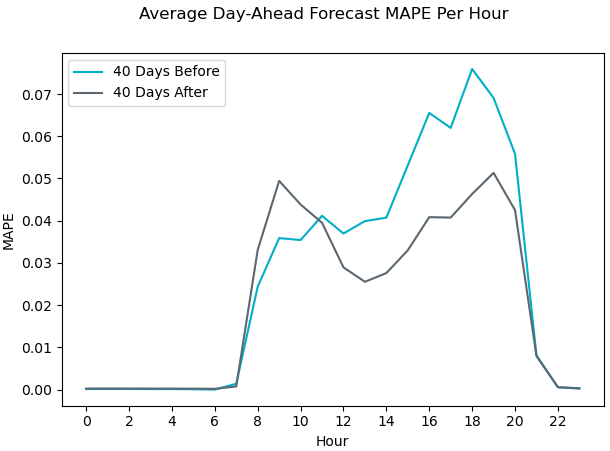 Average Day-Ahead Forecast MAPE Per Hour
40 Days Before
40 Days After
0.07
0.06
0.05
0.04
0.03
0.02
0.01
0.00
MAPE
0 2 4 6 8 10 12 14 16 18 20 22
Hour